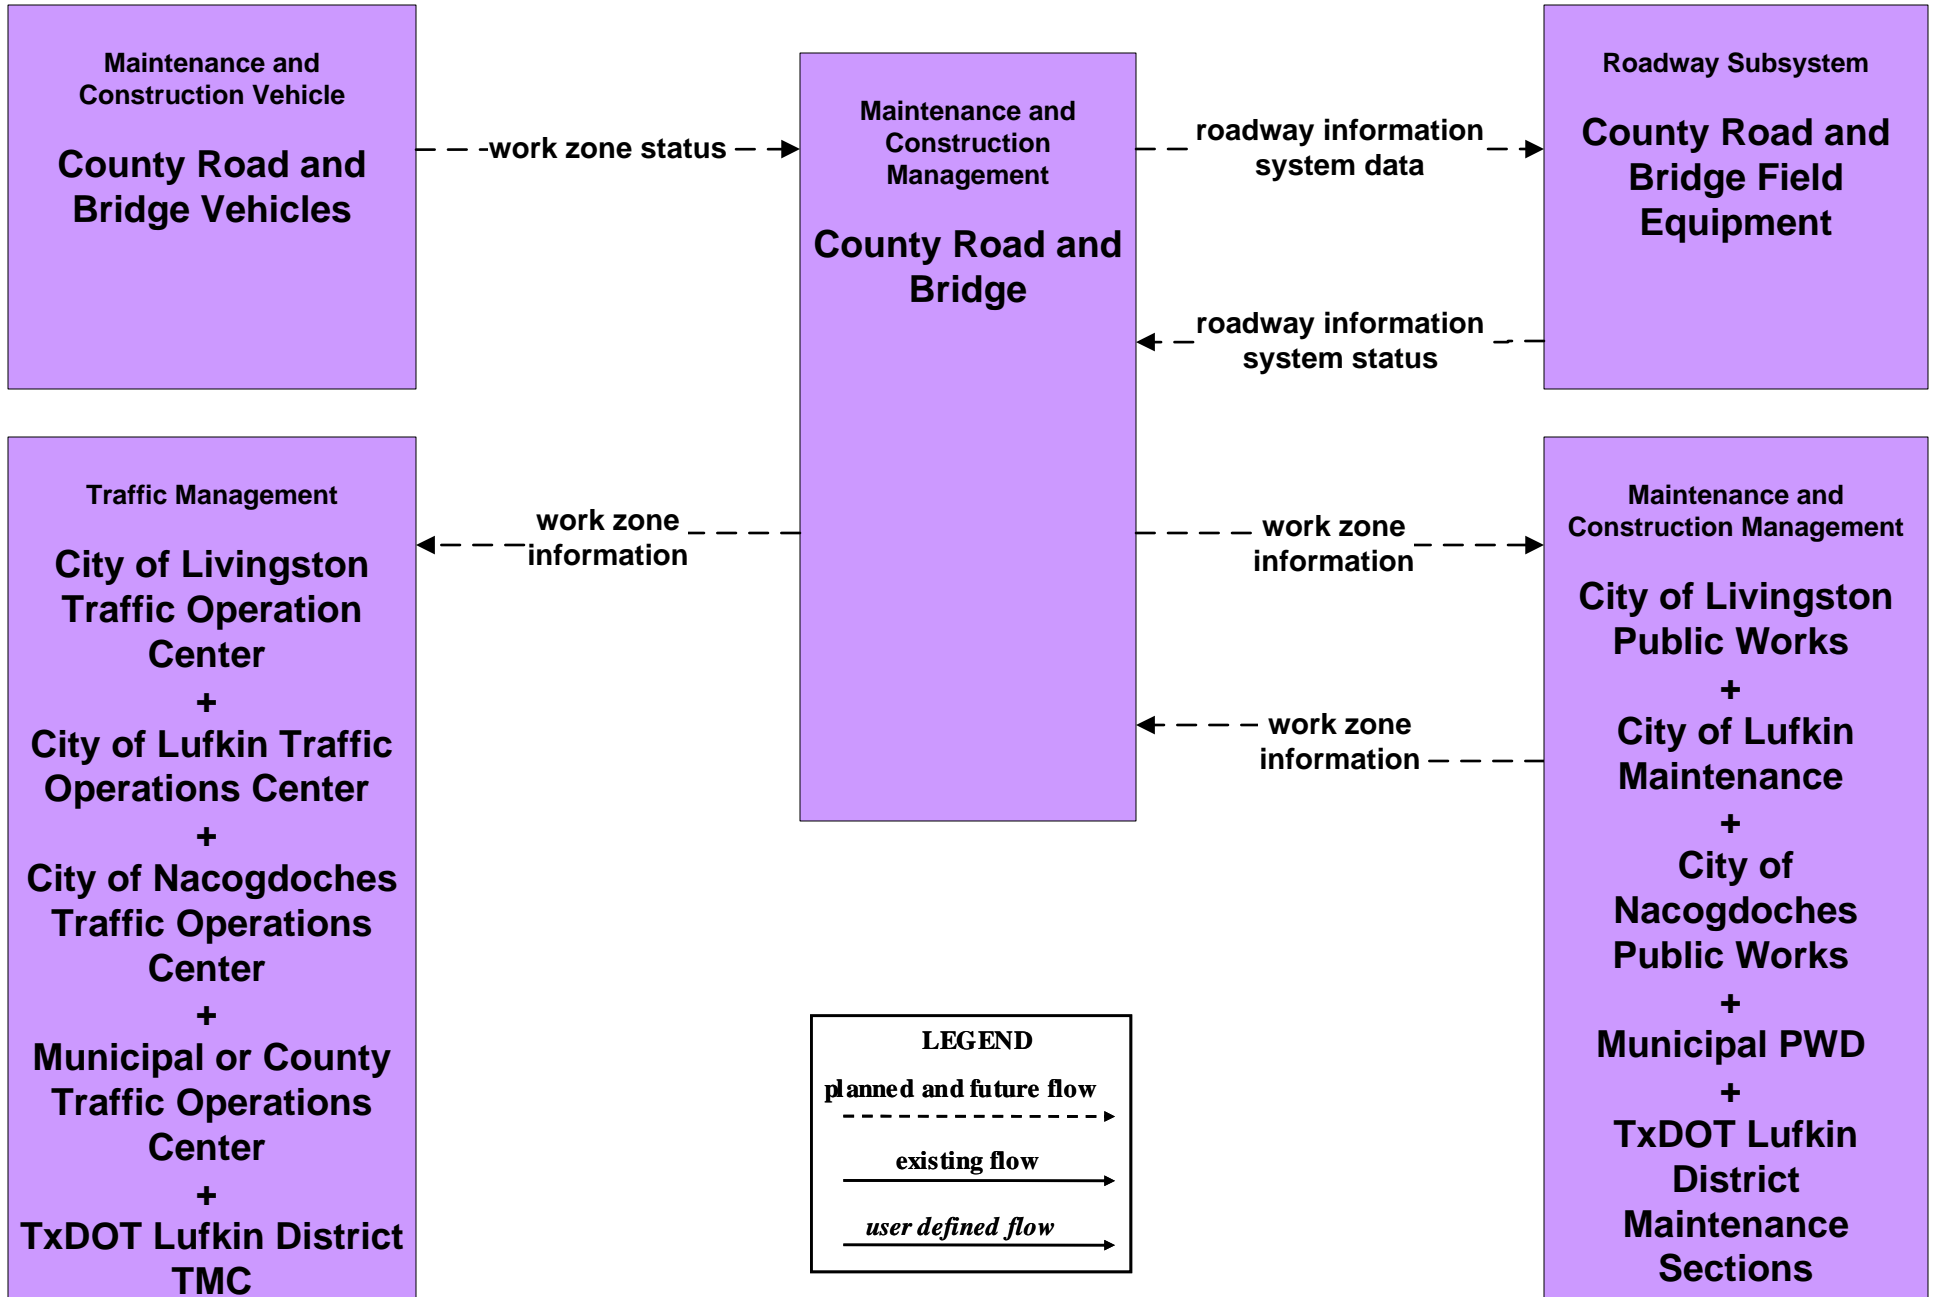 Maintenance and
Construction Vehicle
County Road and
Bridge Vehicles
work zone status
Maintenance and
Construction
Management
County Road and
Bridge
roadway information
system data
roadway information
system status
Roadway Subsystem
County Road and
Bridge Field
Equipment
Traffic Management
City of Livingston
Traffic Operation
Center
+
City of Lufkin Traffic
Operations Center
+
City of Nacogdoches
Traffic Operations
Center
+
Municipal or County
Traffic Operations
Center
+
TxDOT Lufkin District
TMC
work zone
information
work zone
information
work zone
information
Maintenance and
Construction Management
City of Livingston
Public Works
+
City of Lufkin
Maintenance
+
City of
Nacogdoches
Public Works
+
Municipal PWD
+
TxDOT Lufkin
District
Maintenance
Sections
LEGEND
planned and future flow
existing flow
user defined flow